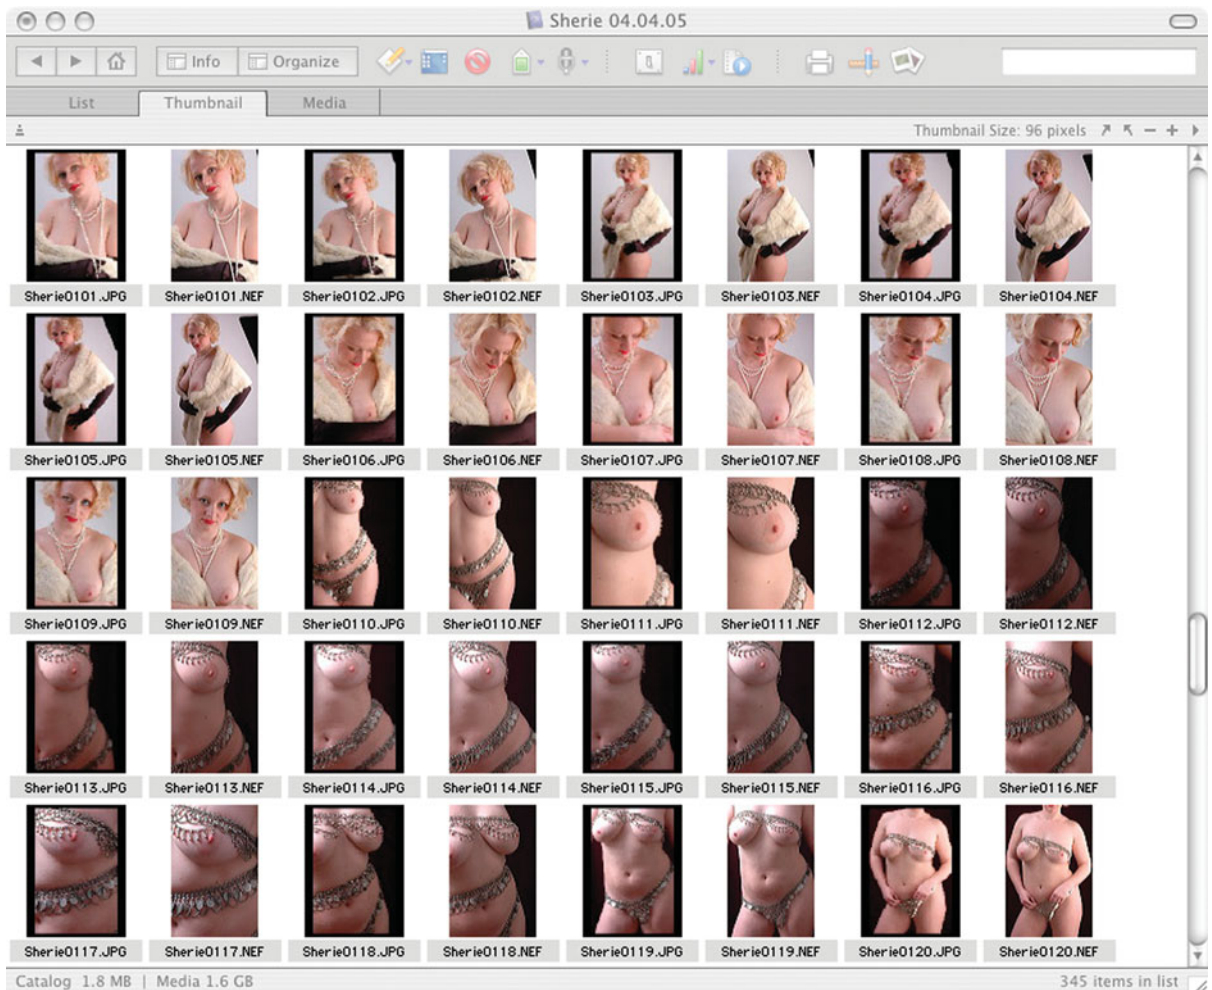 Sherie 04.04.05
Info Organize
List Thumbnail Media
Thumbnail Size: 96 pixels
Sherie0101.JPG Sherie0101.NEF Sherie0102.JPG Sherie0102.NEF Sherie0103.JPG Sherie0103.NEF Sherie0104.JPG Sherie0104.NEF
Sherie0105.JPG Sherie0105.NEF Sherie0106.JPG Sherie0106.NEF Sherie0107.JPG Sherie0107.NEF Sherie0108.JPG Sherie0108.NEF
Sherie0109.JPG Sherie0109.NEF Sherie0110.JPG Sherie0110.NEF Sherie0111.JPG Sherie0111.NEF Sherie0112.JPG Sherie0112.NEF
Sherie0113.JPG Sherie0113.NEF Sherie0114.JPG Sherie0114.NEF Sherie0115.JPG Sherie0115.NEF Sherie0116.JPG Sherie0116.NEF
Sherie0117.JPG Sherie0117.NEF Sherie0118.JPG Sherie0118.NEF Sherie0119.JPG Sherie0119.NEF Sherie0120.JPG Sherie0120.NEF
Catalog 1.8 MB | Media 1.6 GB 345 items in list